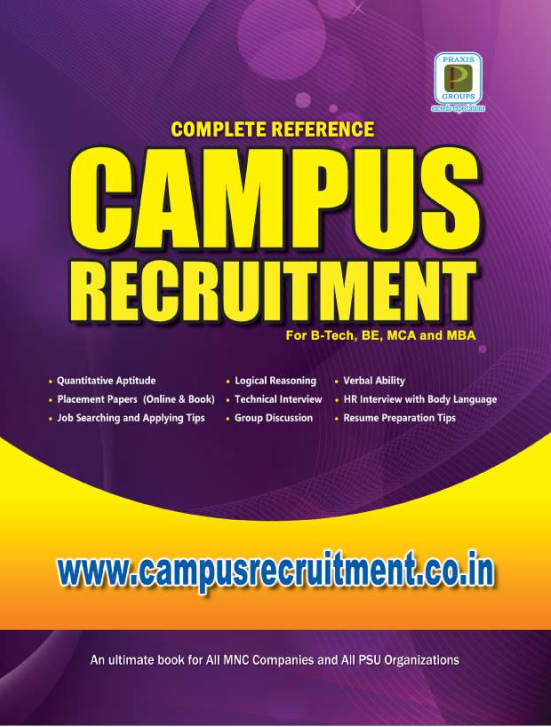 PRAXIS
P
GROUPS
COMPLETE REFERENCE
CAMPUS
RECRUITMENT
For B-Tech, BE, MCA and MBA
• Quantitative Aptitude • Logical Reasoning • Verbal Ability
• Placement Papers (Online & Book) • Technical Interview • HR Interview with Body Language
• Job Searching and Applying Tips • Group Discussion • Resume Preparation Tips
www.campusrecruitment.co.in
An ultimate book for All MNC Companies and All PSU Organizations